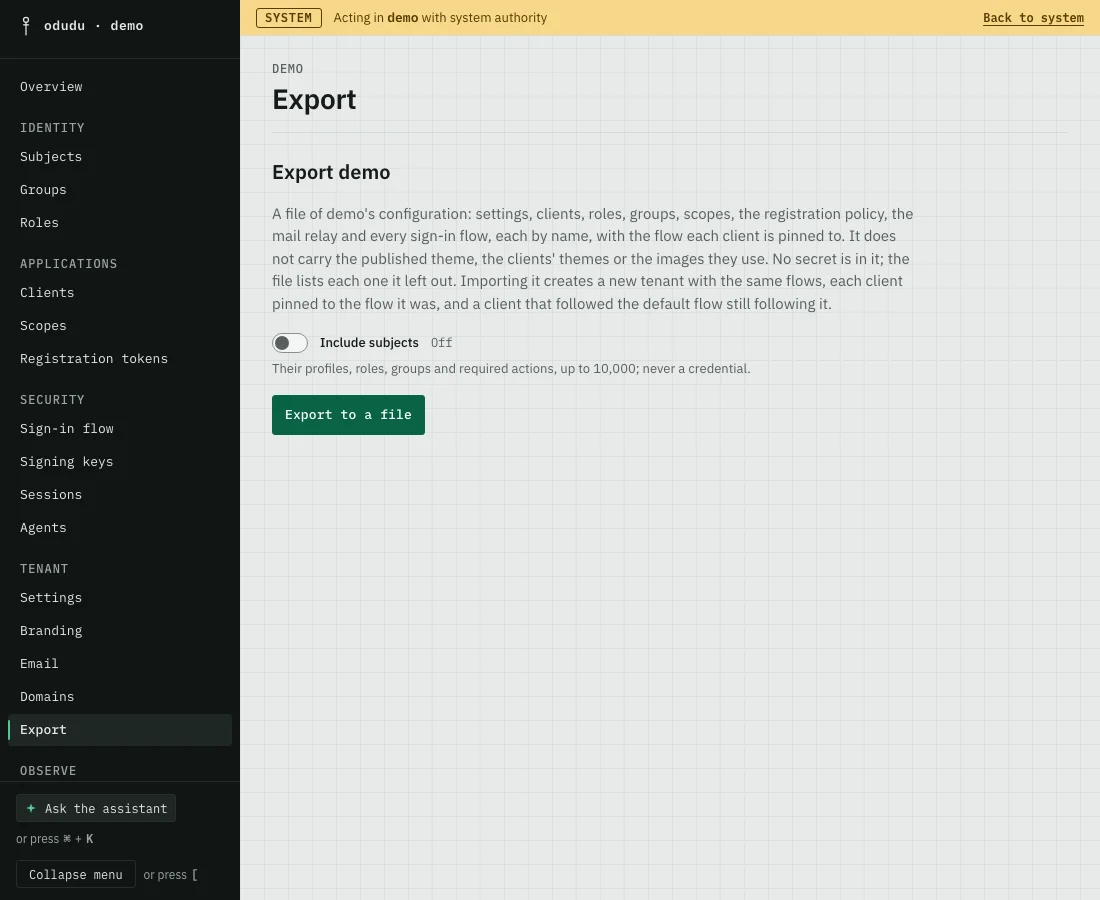 odudu · demo
Overview
IDENTITY
Subjects
Groups
Roles
APPLICATIONS
Clients
Scopes
Registration tokens
SECURITY
Sign-in flow
Signing keys
Sessions
Agents
TENANT
Settings
Branding
Email
Domains
Export
OBSERVE
Ask the assistant
or press ⌘ + K
Collapse menu or press [
SYSTEM Acting in demo with system authority Back to system
DEMO
Export
Export demo
A file of demo's configuration: settings, clients, roles, groups, scopes, the registration policy, the
mail relay and every sign-in flow, each by name, with the flow each client is pinned to. It does
not carry the published theme, the clients' themes or the images they use. No secret is in it; the
file lists each one it left out. Importing it creates a new tenant with the same flows, each client
pinned to the flow it was, and a client that followed the default flow still following it.
Include subjects Off
Their profiles, roles, groups and required actions, up to 10,000; never a credential.
Export to a file